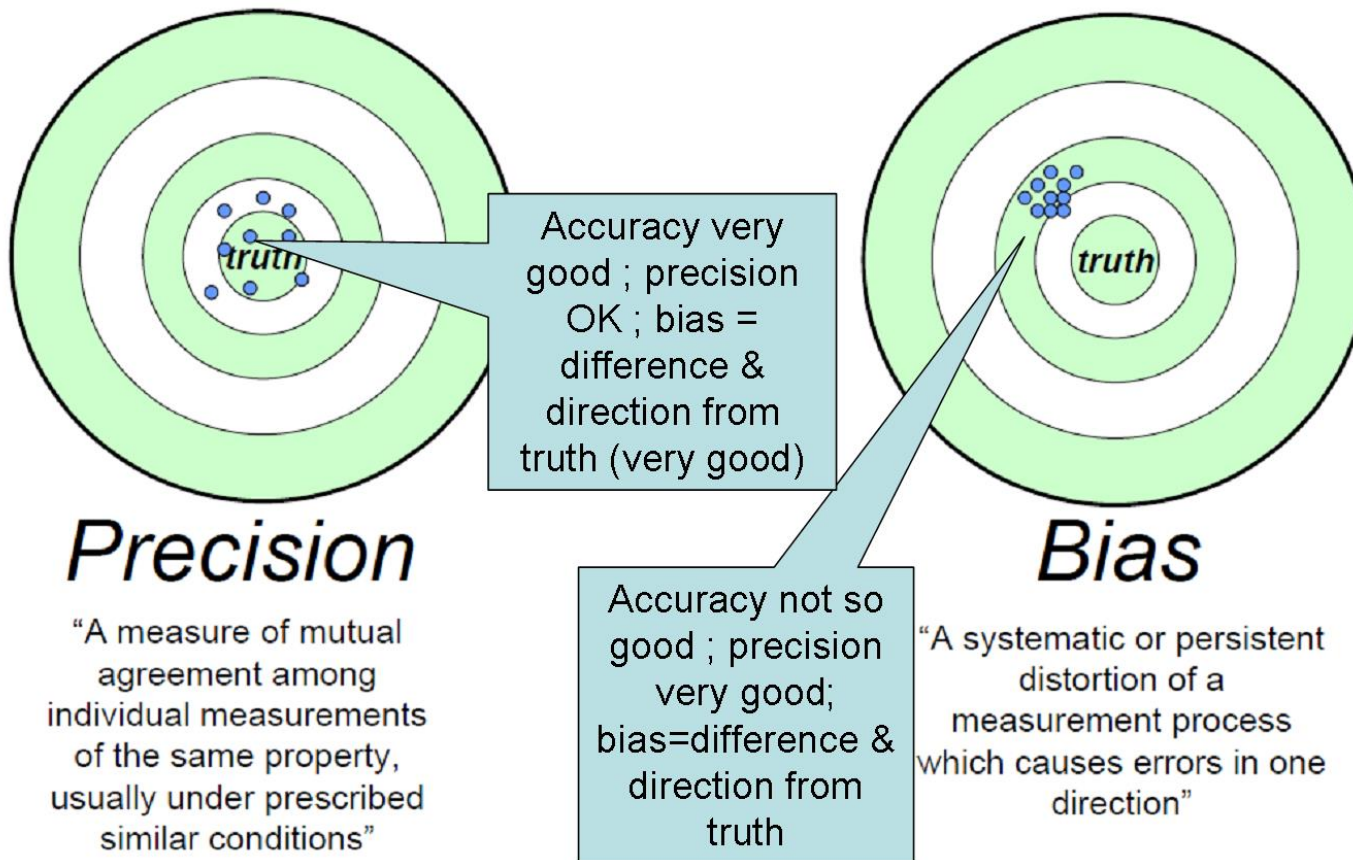 truth
Accuracy very
good ; precision
OK ; bias =
difference &
direction from
truth (very good)
truth
Precision
“A measure of mutual
agreement among
individual measurements
of the same property,
usually under prescribed
similar conditions”
Accuracy not so
good ; precision
very good;
bias=difference &
direction from
truth
Bias
“A systematic or persistent
distortion of a
measurement process
which causes errors in one
direction”